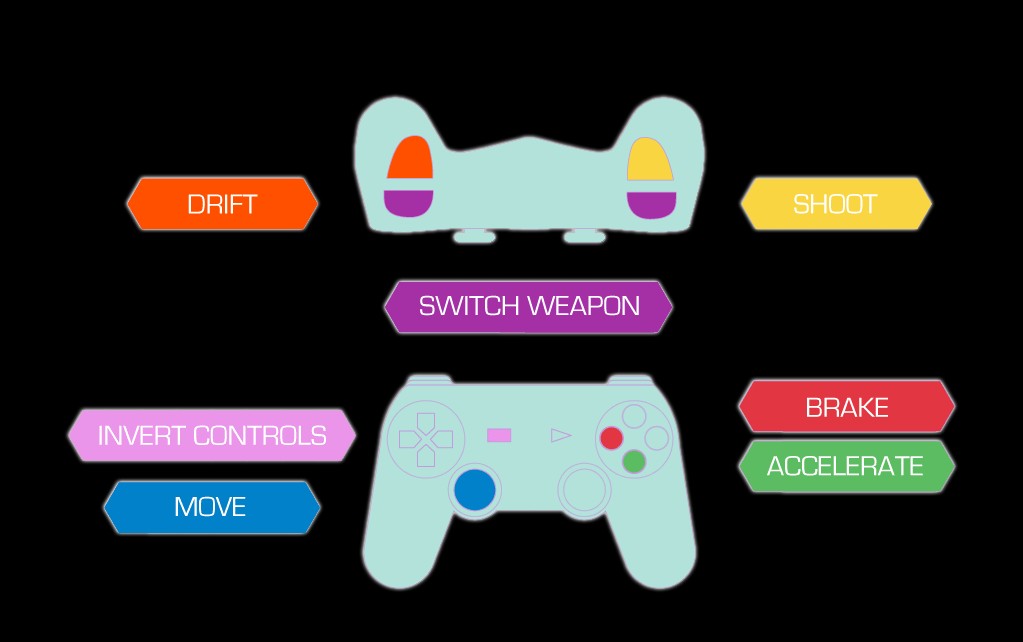 DRIFT
SHOOT
SWITCH WEAPON
INVERT CONTROLS
BRAKE
ACCELERATE
MOVE